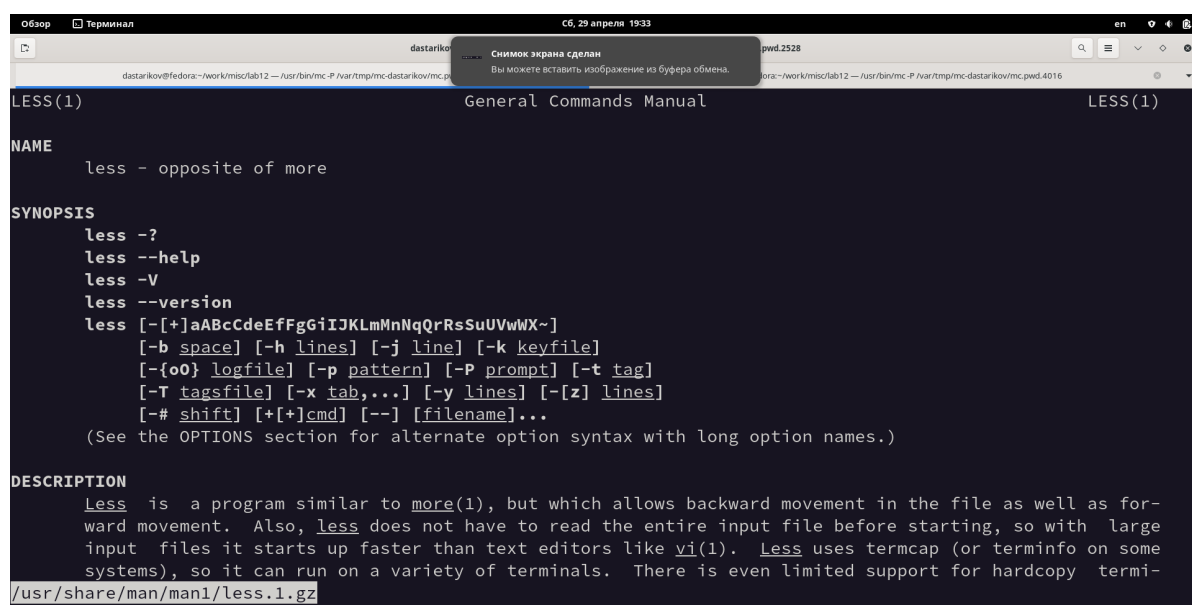 Обзор Терминал Сб, 29 апреля 19:33 en
dastariko .pwd.2528
Снимок экрана сделан
Вы можете вставить изображение из буфера обмена.
dastarikov@fedora:~/work/misc/lab12 — /usr/bin/mc -P /var/tmp/mc-dastarikov/mc.pw ora:~/work/misc/lab12 — /usr/bin/mc -P /var/tmp/mc-dastarikov/mc.pwd.4016
LESS(1) General Commands Manual LESS(1)
NAME
less - opposite of more
SYNOPSIS
less -?
less --help
less -V
less --version
less [-[+]aABcCdeEfFgGiIJKLmMnNqQrRsSuUVwWX~]
[-b space] [-h lines] [-j line] [-k keyfile]
[-{oO} logfile] [-p pattern] [-P prompt] [-t tag]
[-T tagsfile] [-x tab,...] [-y lines] [-[z] lines]
[-# shift] [+[+]cmd] [--] [filename]...
(See the OPTIONS section for alternate option syntax with long option names.)
DESCRIPTION
Less is a program similar to more(1), but which allows backward movement in the file as well as for-
ward movement. Also, less does not have to read the entire input file before starting, so with large
input files it starts up faster than text editors like vi(1). Less uses termcap (or terminfo on some
systems), so it can run on a variety of terminals. There is even limited support for hardcopy termi-
/usr/share/man/man1/less.1.gz